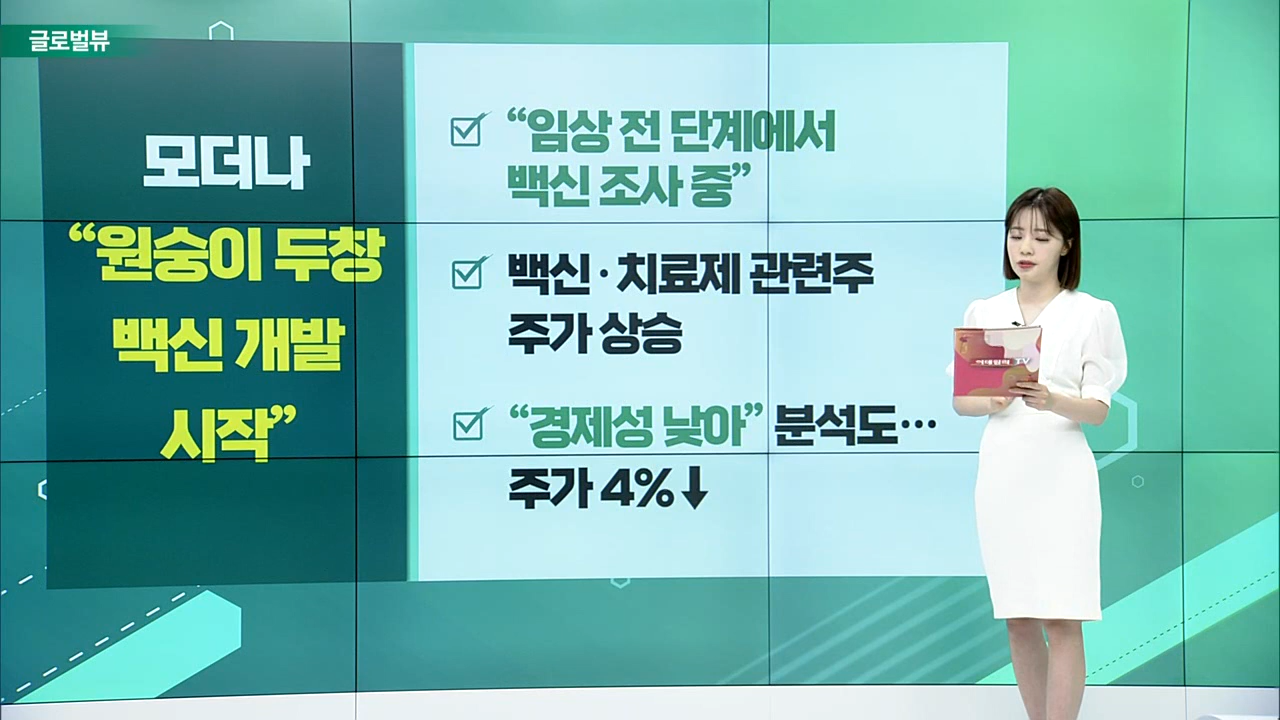 글로벌뷰
모더나
“원숭이 두창
백신 개발
시작”
“임상 전 단계에서
백신 조사 중”
백신·치료제 관련주
주가 상승
“경제성 낮아” 분석도…
주가 4%⬇
TV